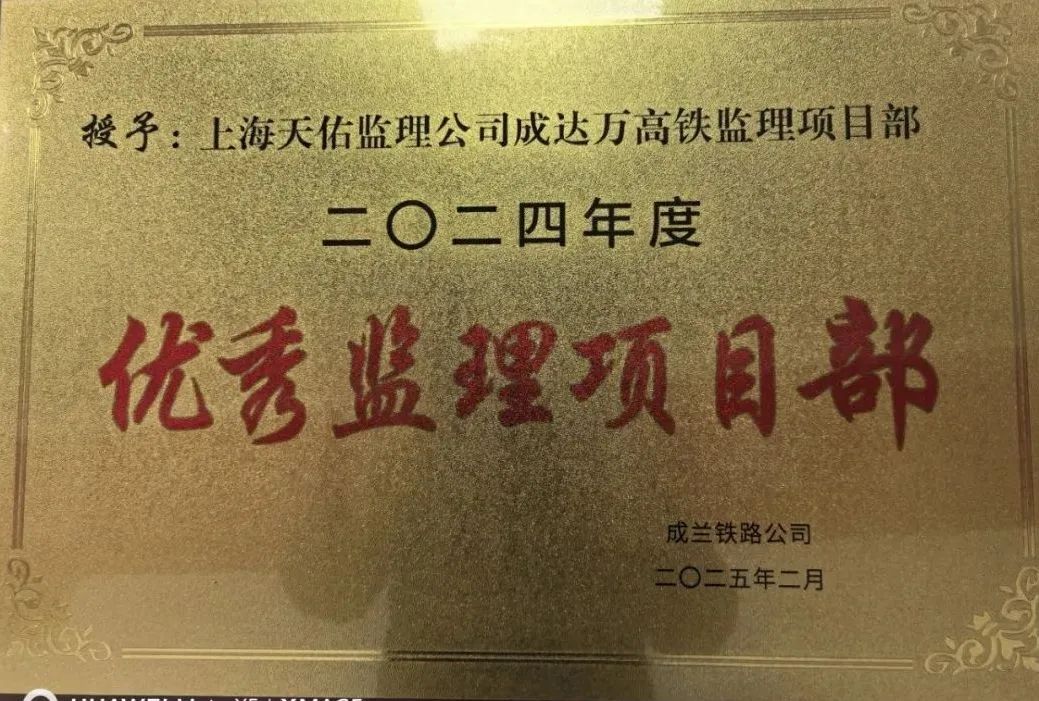 授予：上海天佑监理公司成达万高铁监理项目部
二〇二四年度
优秀监理项目部
成兰铁路公司
二〇二五年二月